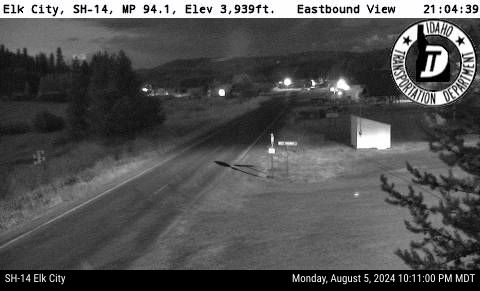 Elk City, SH-14, MP 94.1, Elev 3,939ft. Eastbound View 21:04:39
IDAHO
TRANSPORTATION DEPARTMENT
SH-14 Elk City Monday, August 5, 2024 10:11:00 PM MDT